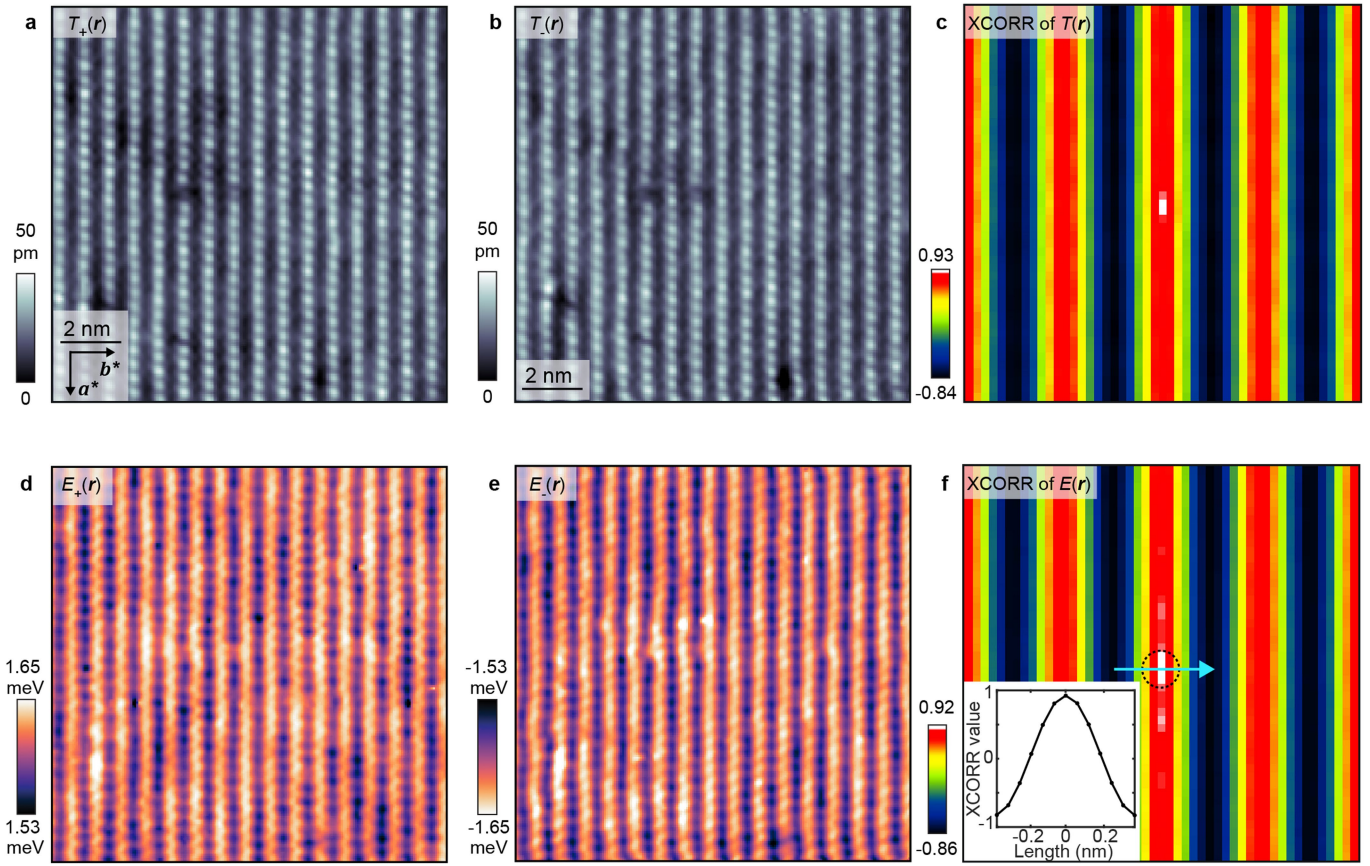 a
T+(r)
50
pm
0
2 nm
b*
a*
b
T-(r)
50
pm
0
2 nm
c
XCORR of T(r)
0.93
-0.84
d
E+(r)
1.65
meV
1.53
meV
e
E-(r)
-1.53
meV
-1.65
meV
f
XCORR of E(r)
0.92
-0.86
XCORR value
1
0
-1
-0.2
0
0.2
Length (nm)